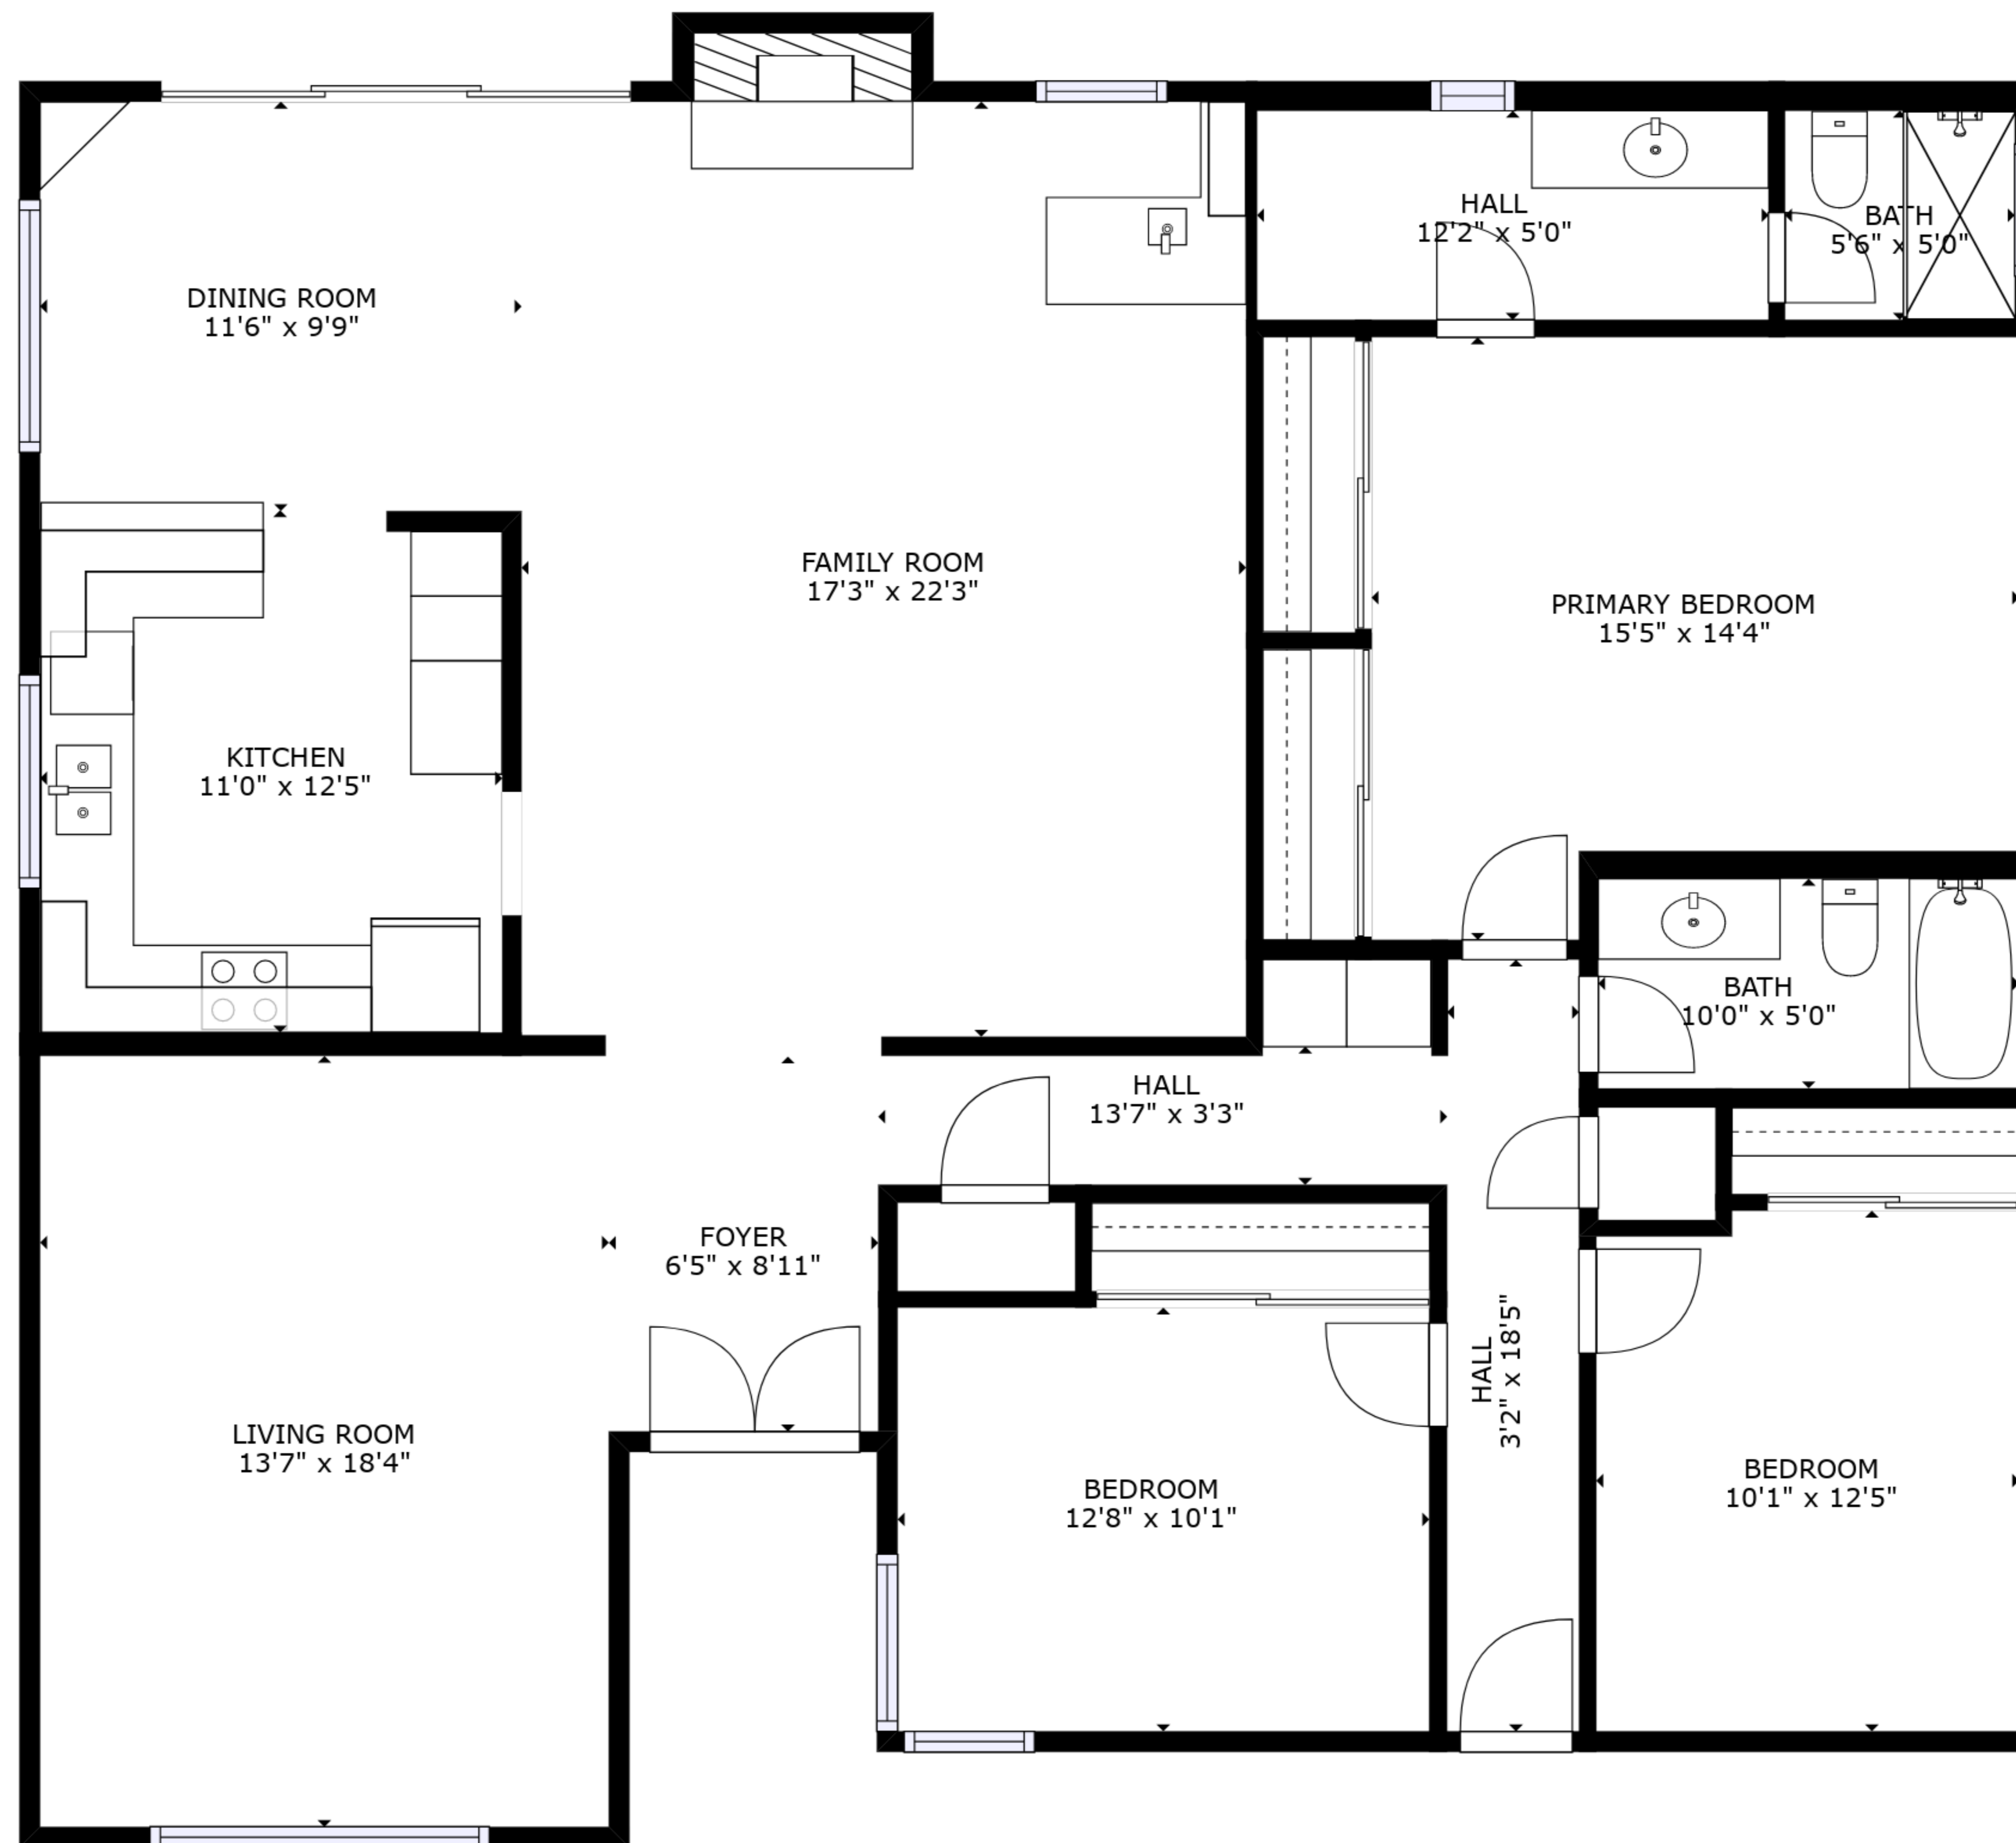 HALL
12'2" x 5'0"
BATH
5'6" x 5'0"
DINING ROOM
11'6" x 9'9"
FAMILY ROOM
17'3" x 22'3"
PRIMARY BEDROOM
15'5" x 14'4"
KITCHEN
11'0" x 12'5"
BATH
10'0" x 5'0"
HALL
13'7" x 3'3"
FOYER
6'5" x 8'11"
HALL
3'2" x 18'5"
LIVING ROOM
13'7" x 18'4"
BEDROOM
12'8" x 10'1"
BEDROOM
10'1" x 12'5"